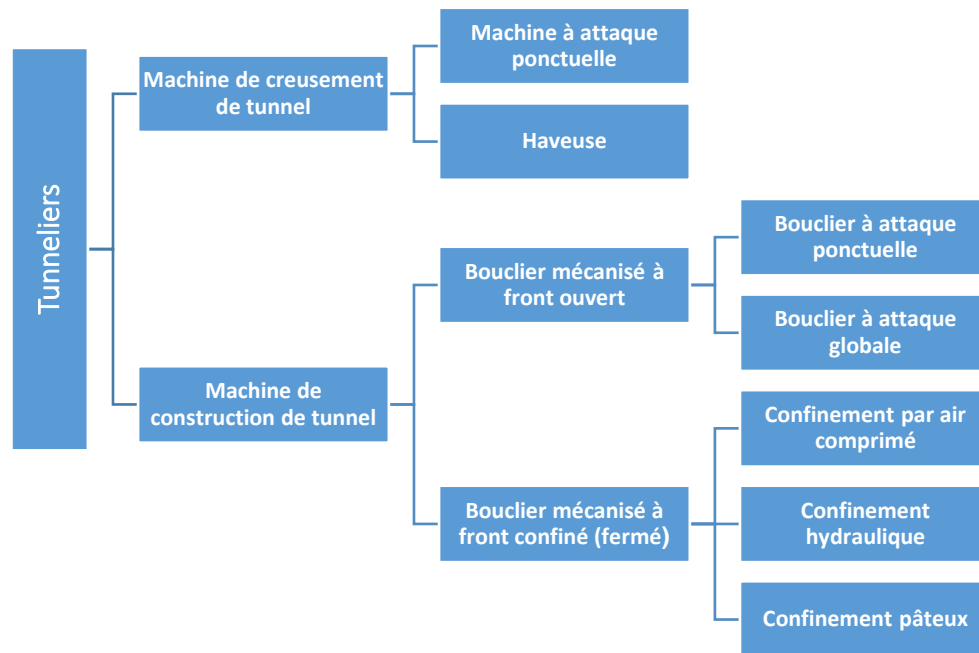 Tunneliers
Machine de creusement
de tunnel
Machine à attaque
ponctuelle
Haveuse
Machine de
construction de tunnel
Bouclier mécanisé à
front ouvert
Bouclier à attaque
ponctuelle
Bouclier à attaque
globale
Bouclier mécanisé à
front confiné (fermé)
Confinement par air
comprimé
Confinement
hydraulique
Confinement pâteux